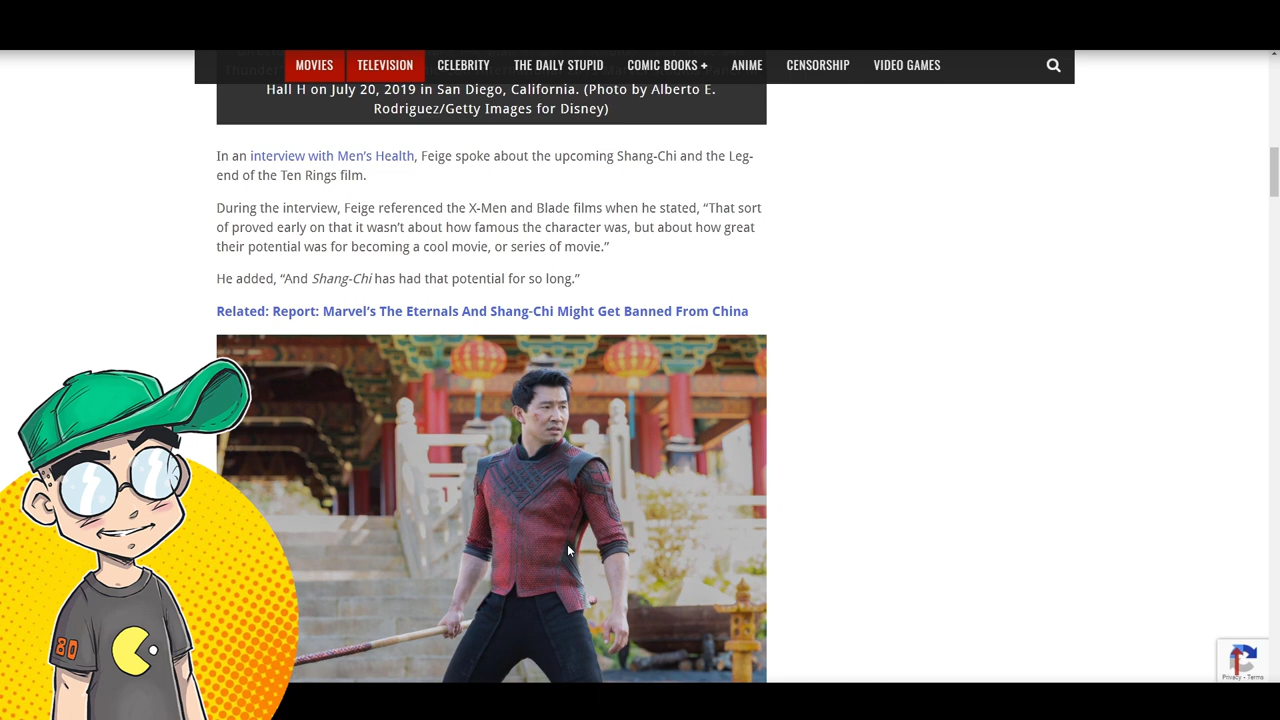 MOVIES TELEVISION CELEBRITY THE DAILY STUPID COMIC BOOKS + ANIME CENSORSHIP VIDEO GAMES
Hall H on July 20, 2019 in San Diego, California. (Photo by Alberto E.
Rodriguez/Getty Images for Disney)
In an interview with Men's Health, Feige spoke about the upcoming Shang-Chi and the Leg-
end of the Ten Rings film.
During the interview, Feige referenced the X-Men and Blade films when he stated, “That sort
of proved early on that it wasn't about how famous the character was, but about how great
their potential was for becoming a cool movie, or series of movie.”
He added, “And Shang-Chi has had that potential for so long.”
Related: Report: Marvel's The Eternals And Shang-Chi Might Get Banned From China
80
Privacy - Terms